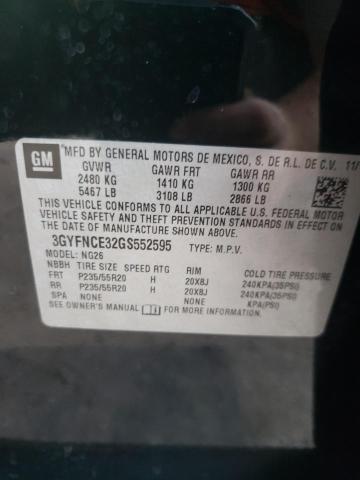 GM
MFD BY GENERAL MOTORS DE MEXICO, S. DE R.L. DE C.V. 11/
GVWR GAWR FRT GAWR RR
2480 KG 1410 KG 1300 KG
5467 LB 3108 LB 2866 LB
THIS VEHICLE CONFORMS TO ALL APPLICABLE U.S. FEDERAL MOTOR
VEHICLE SAFETY, BUMPER, AND THEFT PREVENTION STANDARDS IN EFFECT ON
THE DATE OF MANUFACTURE SHOWN ABOVE.
3GYFNCE32GS552595 TYPE: M.P.V.
MODEL: NG26
NBBH TIRE SIZE SPEED RTG RIM COLD TIRE PRESSURE
FRT P235/55R20 H 20X8J 240KPA(35PSI)
RR P235/55R20 H 20X8J 240KPA(35PSI)
SPA NONE NONE KPA(PSI)
SEE OWNER'S MANUAL FOR MORE INFORMATION.